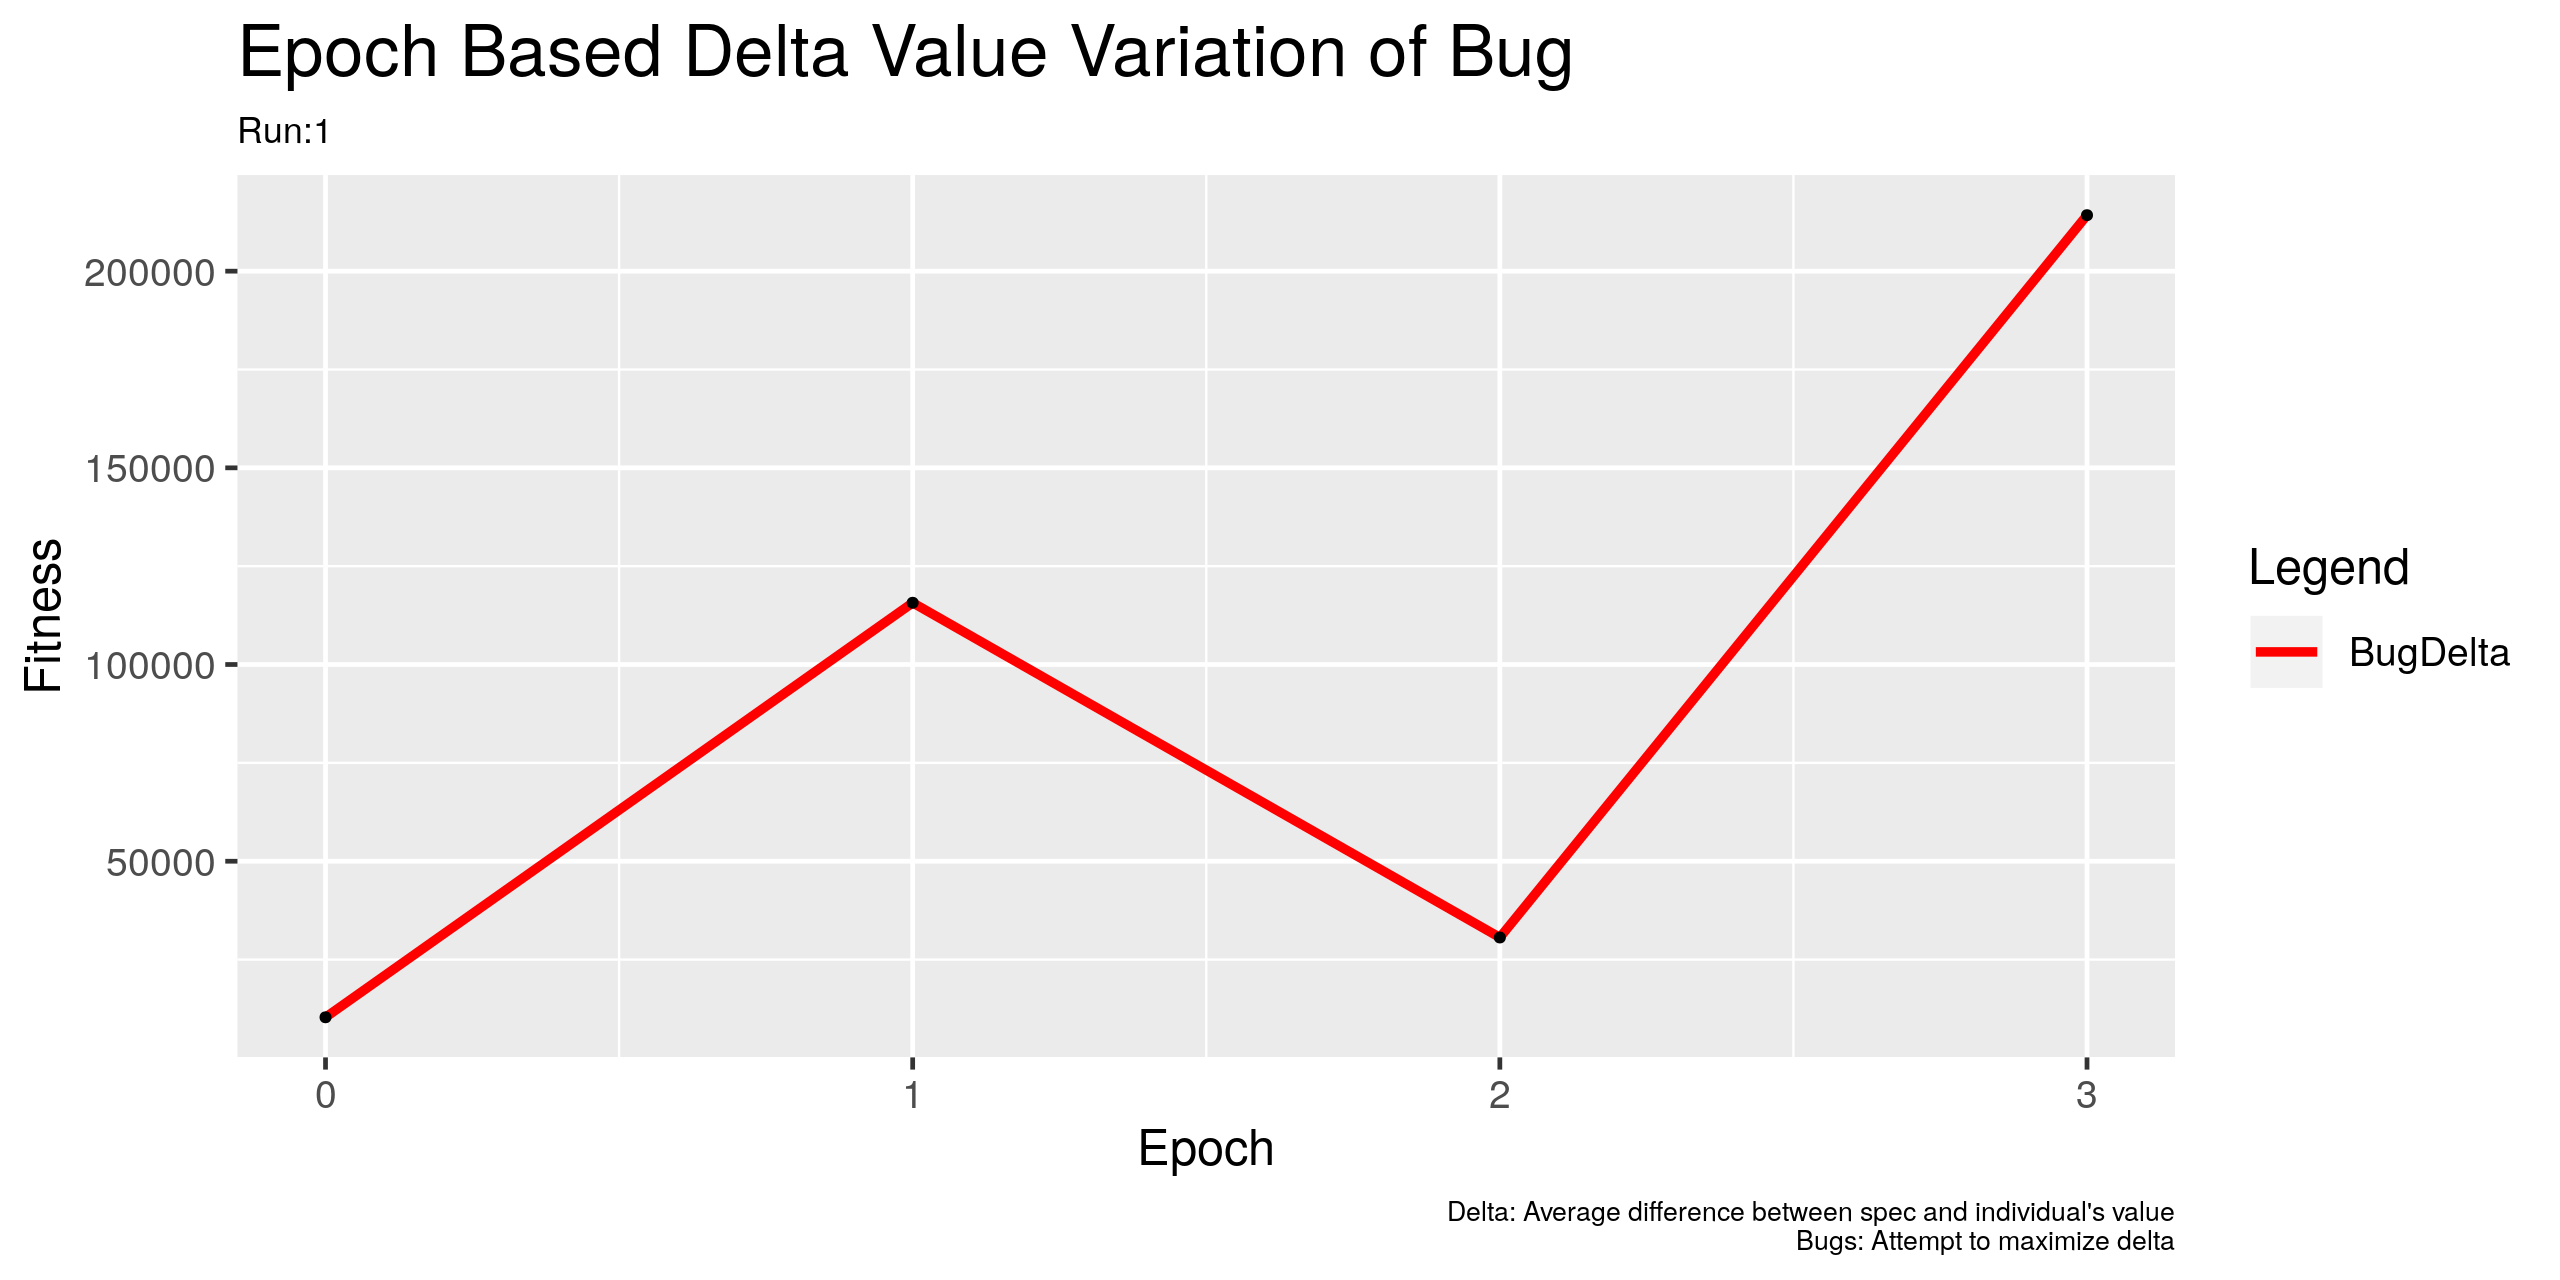 Epoch Based Delta Value Variation of Bug
Run:1
200000
150000
100000
50000
Fitness
0 1 2 3
Epoch
Legend
BugDelta
Delta: Average difference between spec and individual's value
Bugs: Attempt to maximize delta